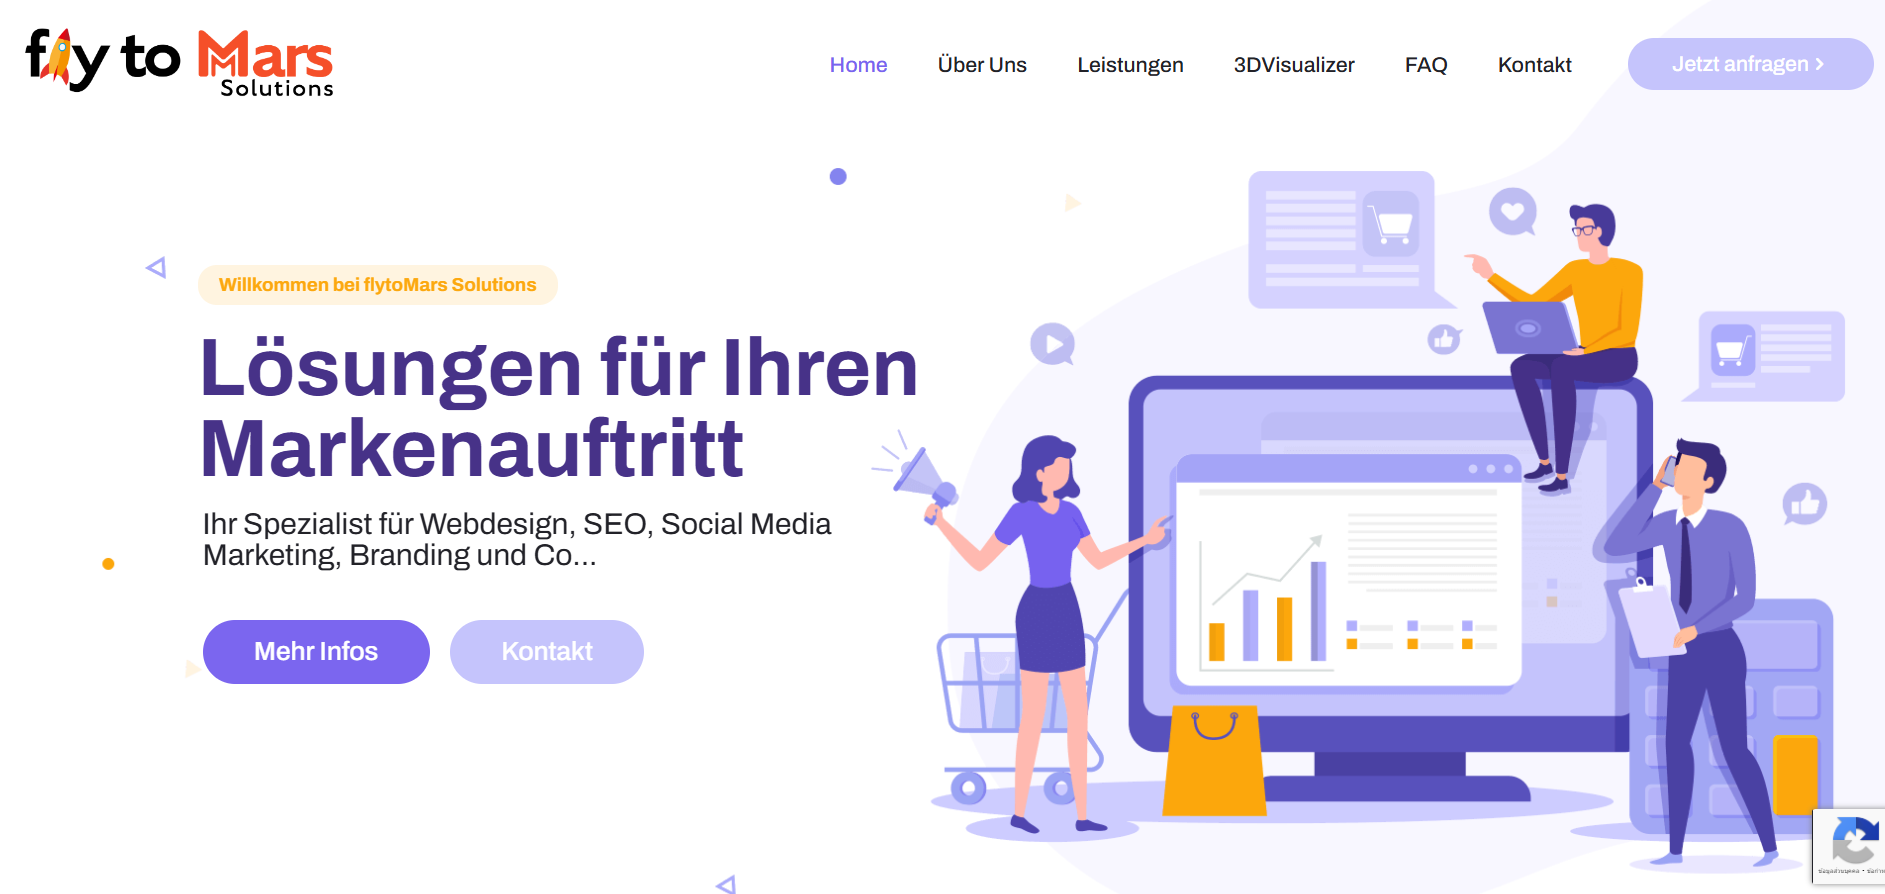 fly to Mars
Solutions
Home Über Uns Leistungen 3DVisualizer FAQ Kontakt Jetzt anfragen
Willkommen bei flytoMars Solutions
Lösungen für Ihren
Markenauftritt
Ihr Spezialist für Webdesign, SEO, Social Media
Marketing, Branding und Co...
Mehr Infos Kontakt